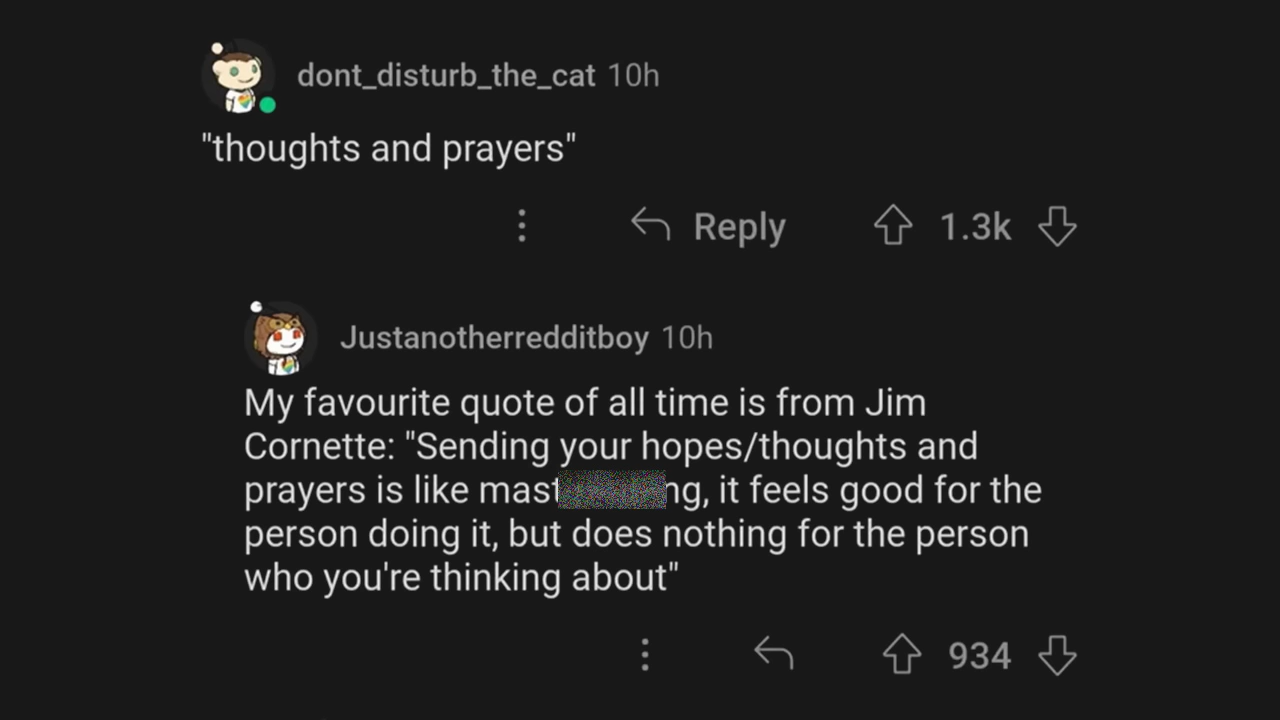 dont_disturb_the_cat 10h
"thoughts and prayers"
Reply 1.3k
Justanotherredditboy 10h
My favourite quote of all time is from Jim
Cornette: "Sending your hopes/thoughts and
prayers is like it feels good for the
person doing it, but does nothing for the person
who you're thinking about"
934